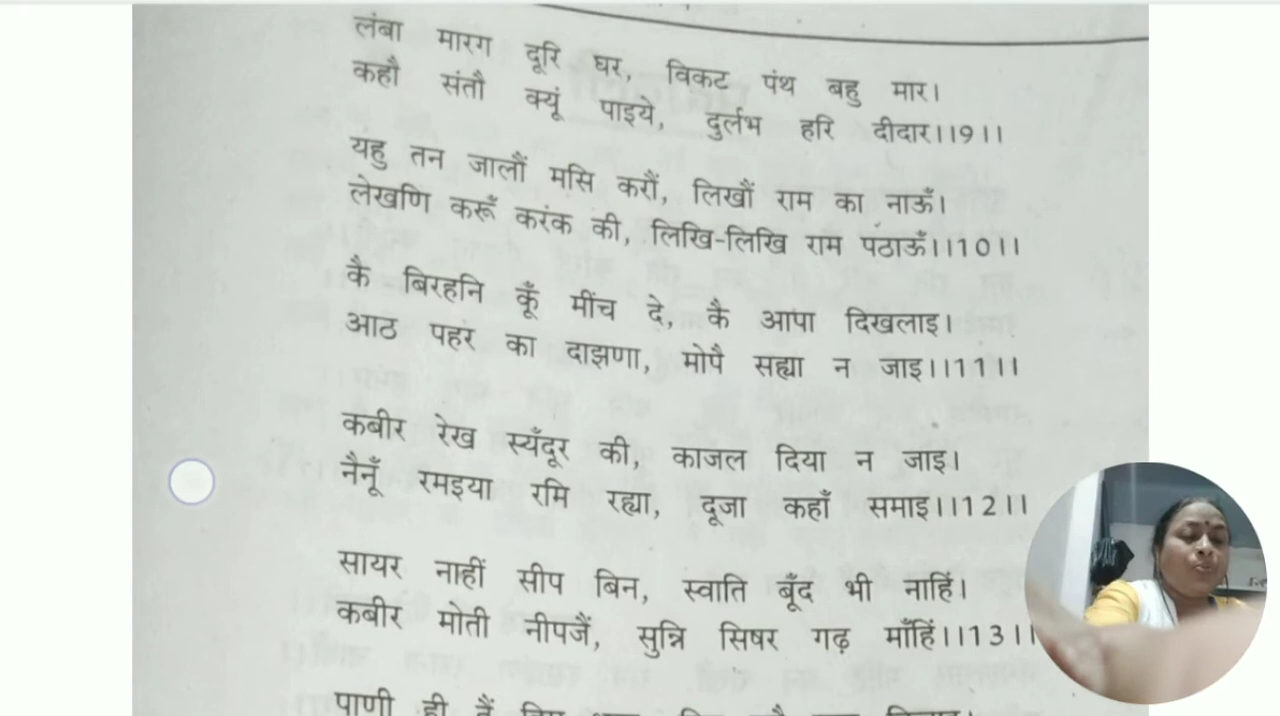 लंबा मारग दूरि घर, विकट पंथ बहु मार।
कहौ संतौ क्यूं पाइये, दुर्लभ हरि दीदार।।9।।
यहु तन जालौं मसि करौं, लिखौं राम का नाऊँ।
लेखणि करूँ करंक की, लिखि-लिखि राम पठाऊँ।।10।।
कै बिरहनि कूँ मींच दे, कै आपा दिखलाइ।
आठ पहर का दाझणा, मोपै सह्या न जाइ।।11।।
कबीर रेख स्यँदूर की, काजल दिया न जाइ।
नैनूँ रमइया रमि रह्या, दूजा कहाँ समाइ।।12।।
सायर नाहीं सीप बिन, स्वाति बूँद भी नाहिं।
कबीर मोती नीपजैं, सुन्नि सिषर गढ़ माँहिं।।13।।
पाणी ही तैं